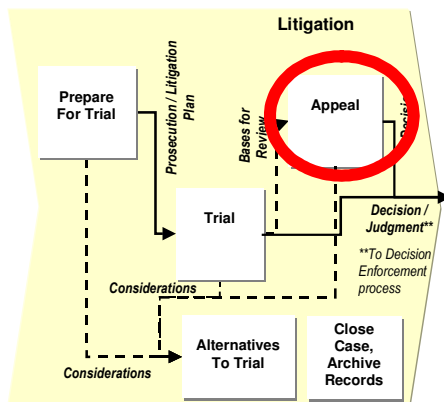 Litigation
Prepare
For Trial
Prosecution / Litigation
Plan
Bases for
Review
Appeal
Trial
Decision /
Judgment**
**To Decision
Enforcement
process
Considerations
Alternatives
To Trial
Considerations
Close
Case,
Archive
Records